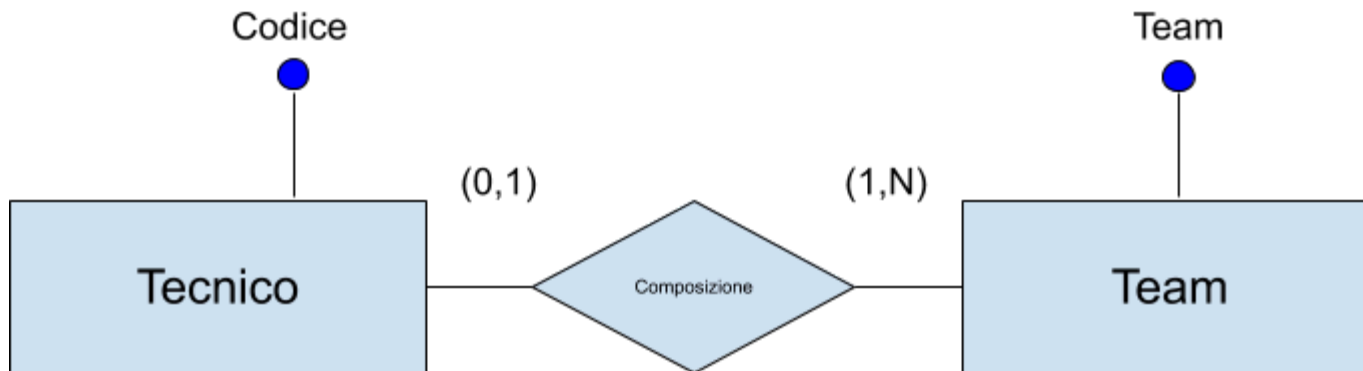 Codice
Team
(0,1)
(1,N)
Tecnico
Composizione
Team